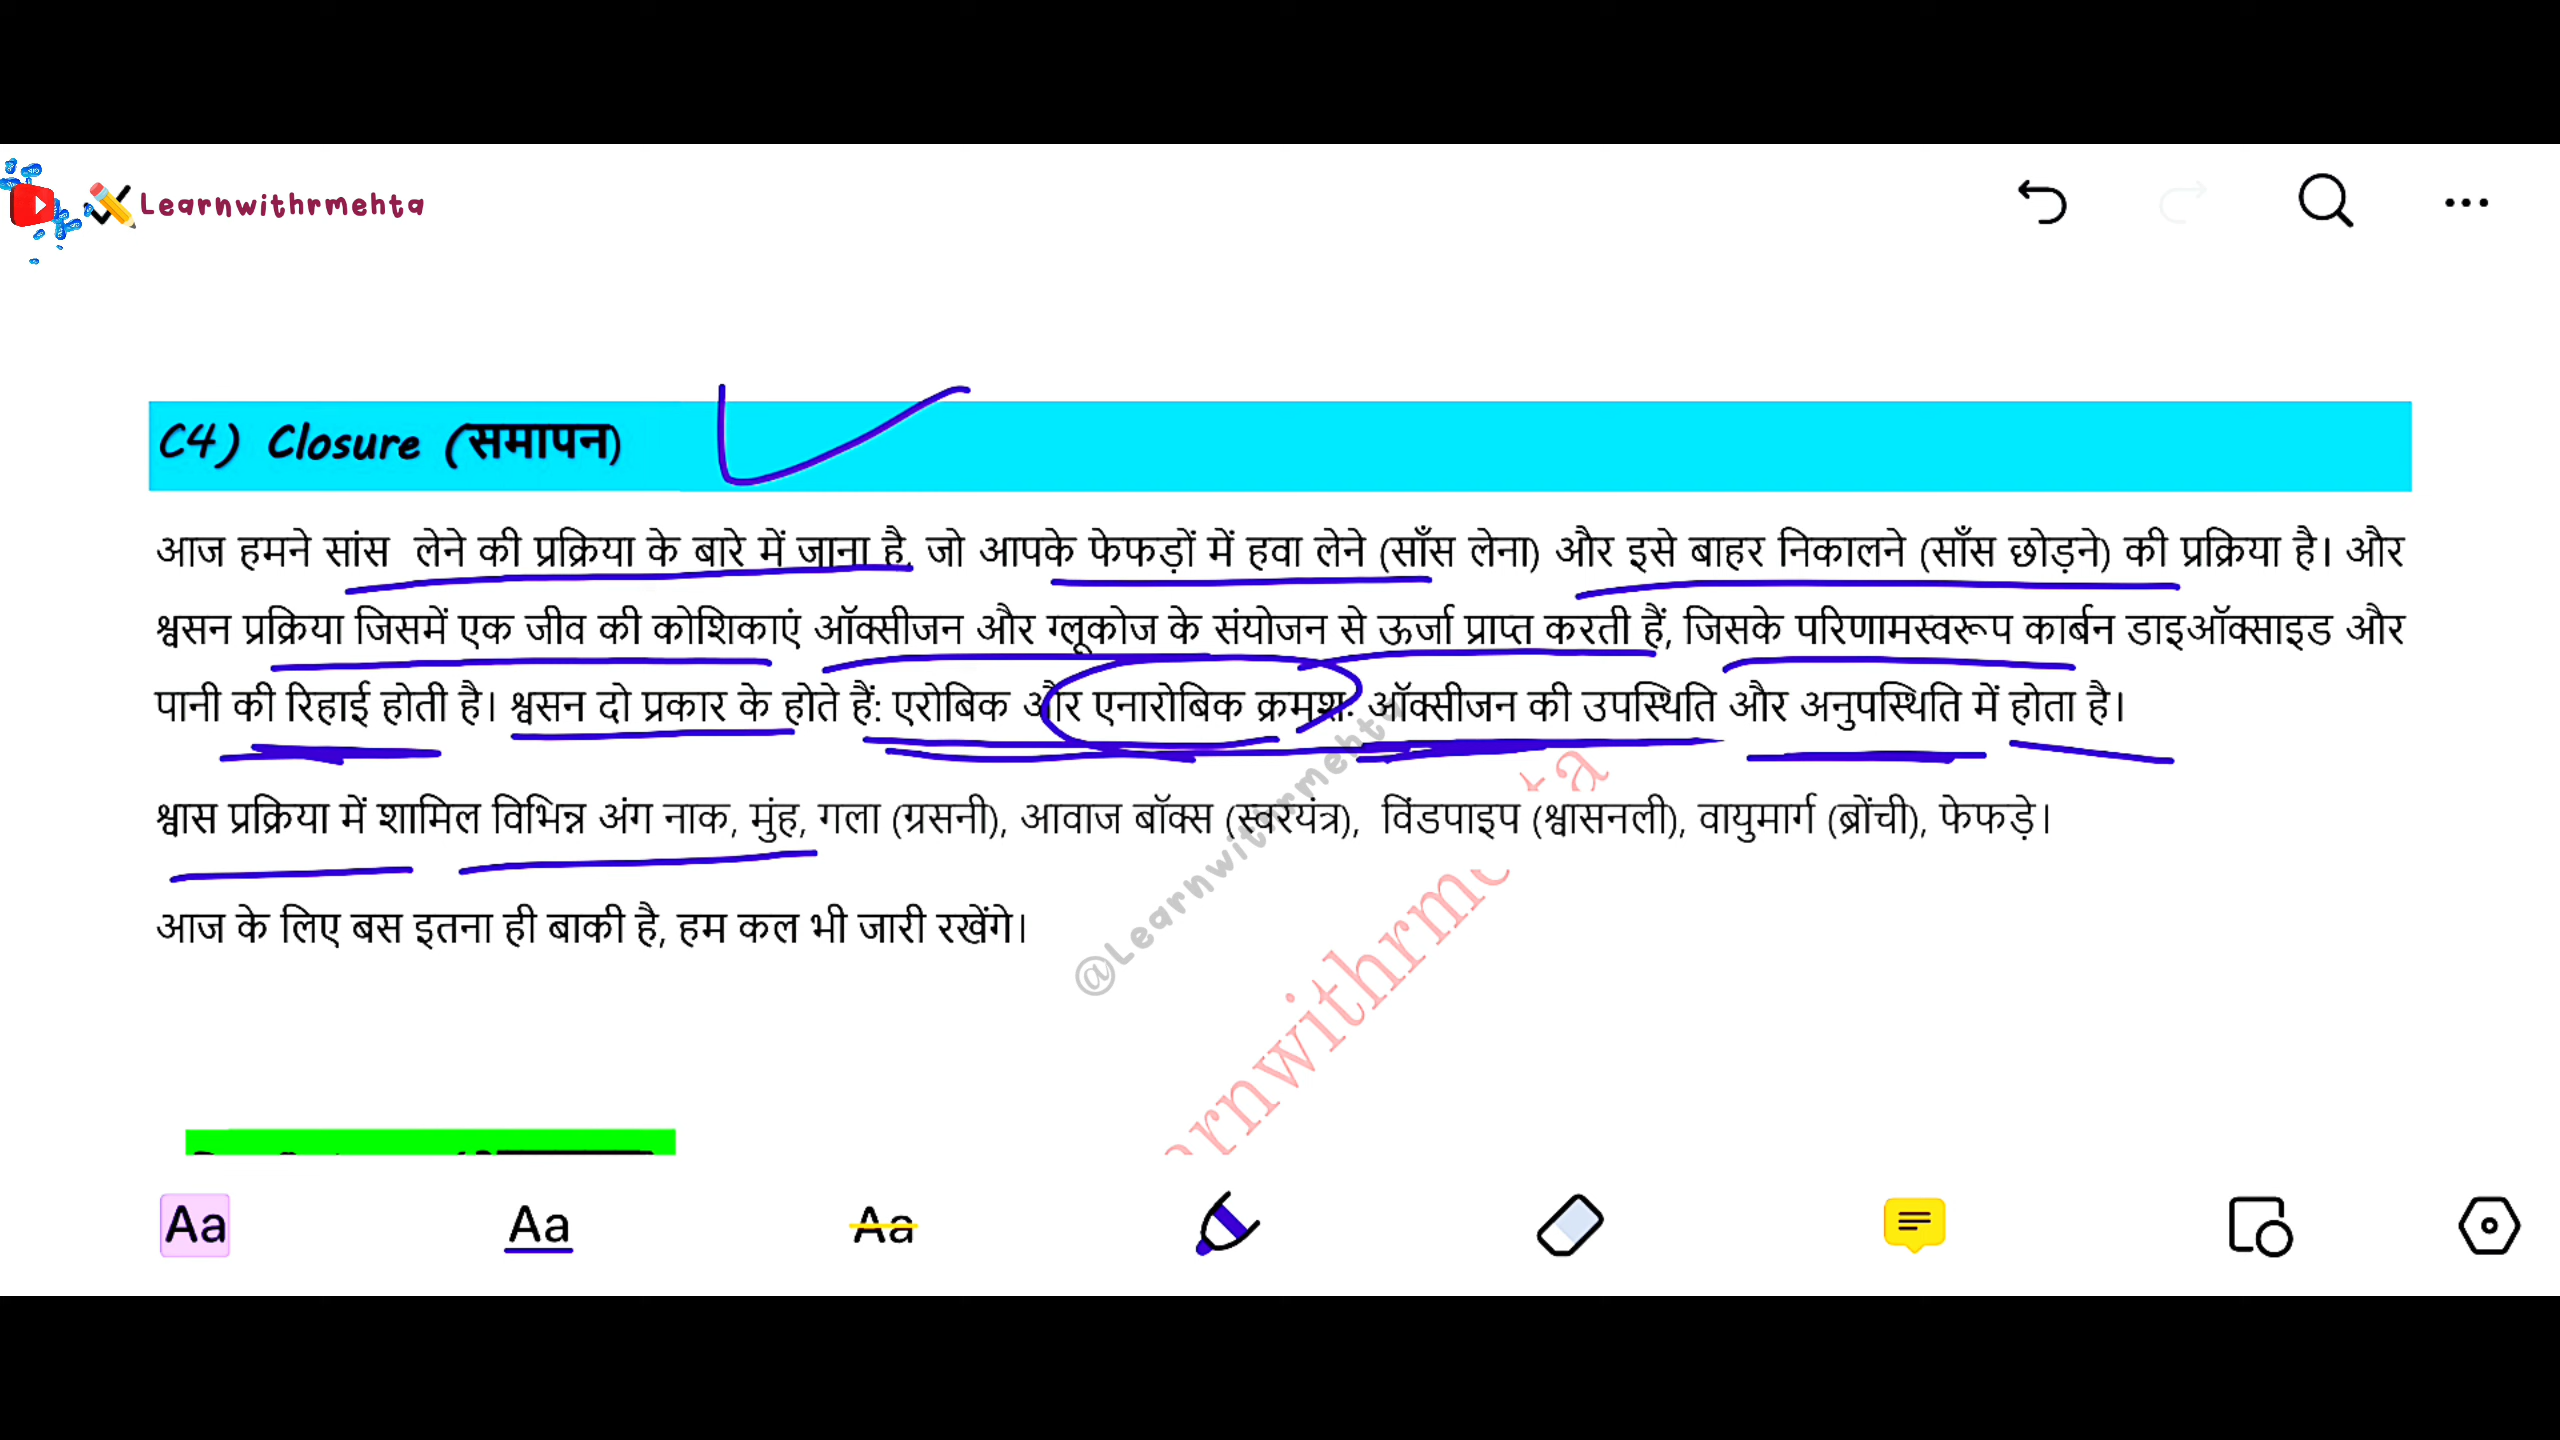 Learnwithrmehta
C4) Closure (समापन)
आज हमने सांस लेने की प्रक्रिया के बारे में जाना है, जो आपके फेफड़ों में हवा लेने (साँस लेना) और इसे बाहर निकालने (साँस छोड़ने) की प्रक्रिया है। और
श्वसन प्रक्रिया जिसमें एक जीव की कोशिकाएं ऑक्सीजन और ग्लूकोज के संयोजन से ऊर्जा प्राप्त करती हैं, जिसके परिणामस्वरूप कार्बन डाइऑक्साइड और
पानी की रिहाई होती है। श्वसन दो प्रकार के होते हैं: एरोबिक और एनारोबिक क्रमशः ऑक्सीजन की उपस्थिति और अनुपस्थिति में होता है।
श्वास प्रक्रिया में शामिल विभिन्न अंग नाक, मुंह, गला (ग्रसनी), आवाज बॉक्स (स्वरयंत्र), विंडपाइप (श्वासनली), वायुमार्ग (ब्रोंची), फेफड़े।
आज के लिए बस इतना ही बाकी है, हम कल भी जारी रखेंगे।
@Learnwithrmehta
Aa Aa Aa